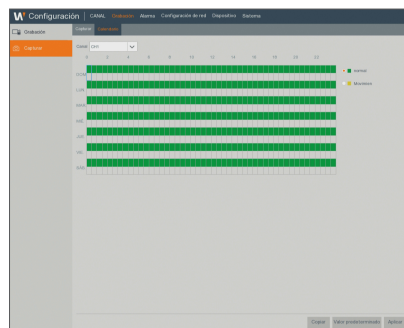 W Configuración CANAL Grabación Alarma Configuración de red Dispositivo Sistema
Grabación
Capturar
Capturar Calendario
Canal CH1
0 2 4 6 8 10 12 14 16 18 20 22
DOM.
LUN.
MAR.
MIÉ.
JUE.
VIE.
SÁB.
normal
Movimiento
Copiar Valor predeterminado Aplicar